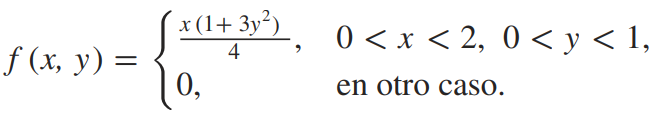 f (x, y) = { x (1+ 3y²) / 4 , 0 < x < 2, 0 < y < 1,
0, en otro caso.